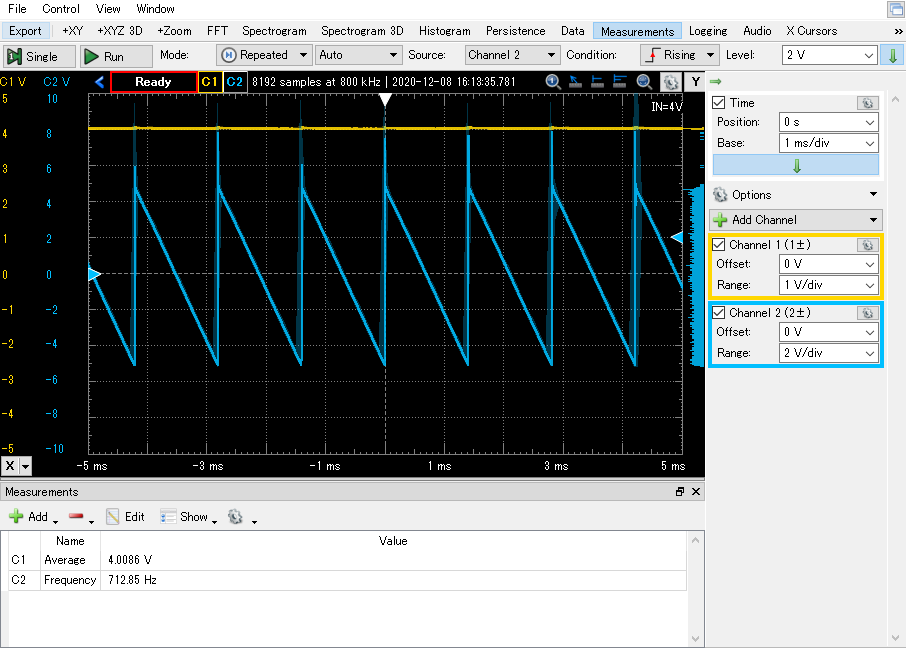 File Control View Window
Export +XY +XYZ 3D +Zoom FFT Spectrogram Spectrogram 3D Histogram Persistence Data Measurements Logging Audio X Cursors »
Single Run Mode: Repeated Auto Source: Channel 2 Condition: Rising Level: 2 V
C1 V C2 V Ready C1 C2 8192 samples at 800 kHz | 2020-12-08 16:13:35.781 Y
IN=4V
5 10
4 8
3 6
2 4
1 2
0 0
-1 -2
-2 -4
-3 -6
-4 -8
-5 -10
X -5 ms -3 ms -1 ms 1 ms 3 ms 5 ms
Time
Position: 0 s
Base: 1 ms/div
Options
Add Channel
Channel 1 (1±)
Offset: 0 V
Range: 1 V/div
Channel 2 (2±)
Offset: 0 V
Range: 2 V/div
Measurements
Add Edit Show
Name Value
C1 Average 4.0086 V
C2 Frequency 712.85 Hz